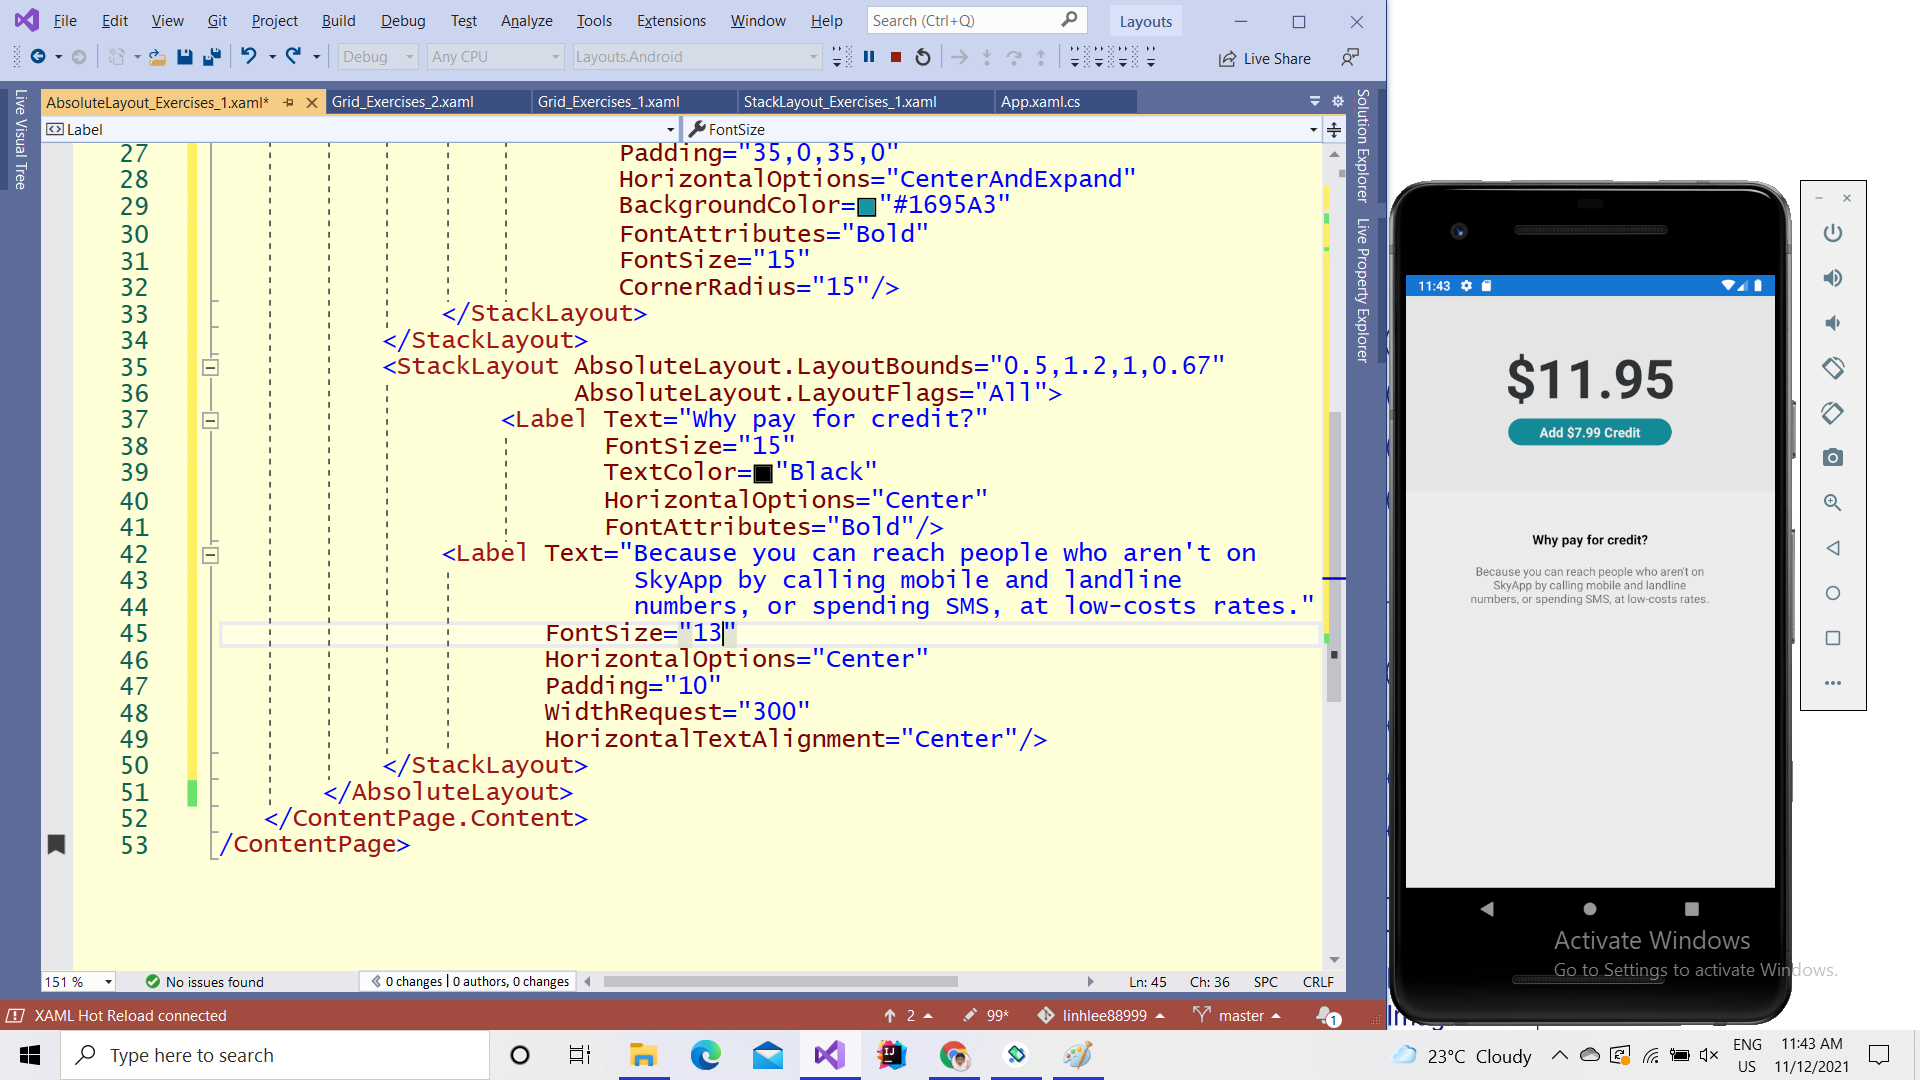 File Edit View Git Project Build Debug Test Analyze Tools Extensions Window Help Search (Ctrl+Q) Layouts
Debug Any CPU Layouts.Android Live Share
AbsoluteLayout_Exercises_1.xaml* Grid_Exercises_2.xaml Grid_Exercises_1.xaml StackLayout_Exercises_1.xaml App.xaml.cs
Label FontSize
Live Visual Tree
Solution Explorer
Live Property Explorer
27 Padding="35,0,35,0"
28 HorizontalOptions="CenterAndExpand"
29 BackgroundColor="#1695A3"
30 FontAttributes="Bold"
31 FontSize="15"
32 CornerRadius="15"/>
33 </StackLayout>
34 </StackLayout>
35 <StackLayout AbsoluteLayout.LayoutBounds="0.5,1.2,1,0.67"
36 AbsoluteLayout.LayoutFlags="All">
37 <Label Text="Why pay for credit?"
38 FontSize="15"
39 TextColor="Black"
40 HorizontalOptions="Center"
41 FontAttributes="Bold"/>
42 <Label Text="Because you can reach people who aren't on
43 SkyApp by calling mobile and landline
44 numbers, or spending SMS, at low-costs rates."
45 FontSize="13"
46 HorizontalOptions="Center"
47 Padding="10"
48 WidthRequest="300"
49 HorizontalTextAlignment="Center"/>
50 </StackLayout>
51 </AbsoluteLayout>
52 </ContentPage.Content>
53 /ContentPage>
151 % No issues found 0 changes | 0 authors, 0 changes Ln: 45 Ch: 36 SPC CRLF
XAML Hot Reload connected 2 99* linhlee88999 master 1
11:43
$11.95
Add $7.99 Credit
Why pay for credit?
Because you can reach people who aren't on
SkyApp by calling mobile and landline
numbers, or spending SMS, at low-costs rates.
Activate Windows
Go to Settings to activate Windows.
Type here to search
23°C Cloudy
ENG
US
11:43 AM
11/12/2021